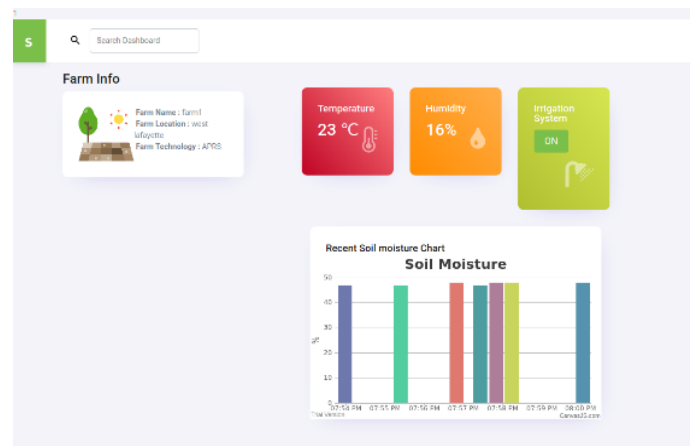 S
Search Dashboard
Farm Info
Farm Name : farm1
Farm Location : west
lafayette
Farm Technology : APRS
Temperature
23 °C
Humidity
16%
Irrigation
System
ON
Recent Soil moisture Chart
Soil Moisture
50
40
30
20
10
0
%
07:54 PM 07:55 PM 07:56 PM 07:57 PM 07:58 PM 07:59 PM 08:00 PM
Trial Version
CanvasJS.com